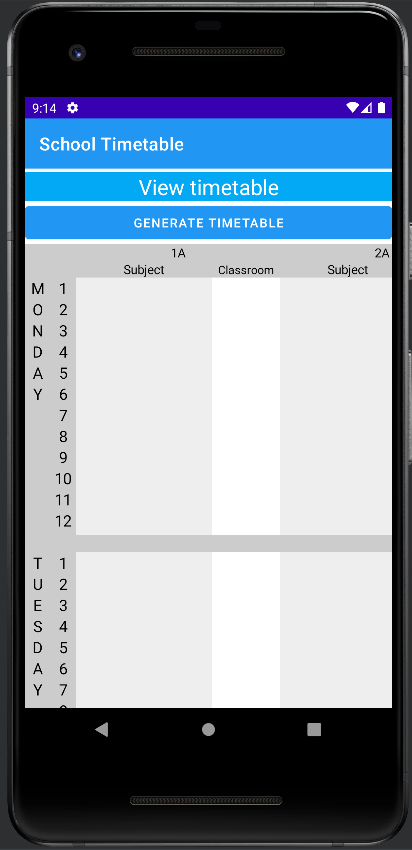 9:14
School Timetable
View timetable
GENERATE TIMETABLE
1A 2A
Subject Classroom Subject
M 1
O 2
N 3
D 4
A 5
Y 6
7
8
9
10
11
12
T 1
U 2
E 3
S 4
D 5
A 6
Y 7